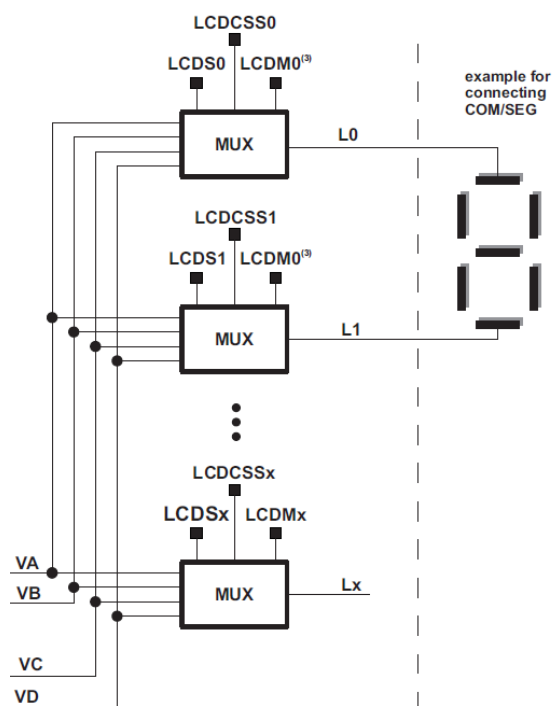 LCDCSS0
LCDS0 LCDM0(3)
example for
connecting
COM/SEG
MUX
L0
LCDCSS1
LCDS1 LCDM0(3)
MUX
L1
LCDCSSx
LCDSx LCDMx
VA
MUX
Lx
VB
VC
VD